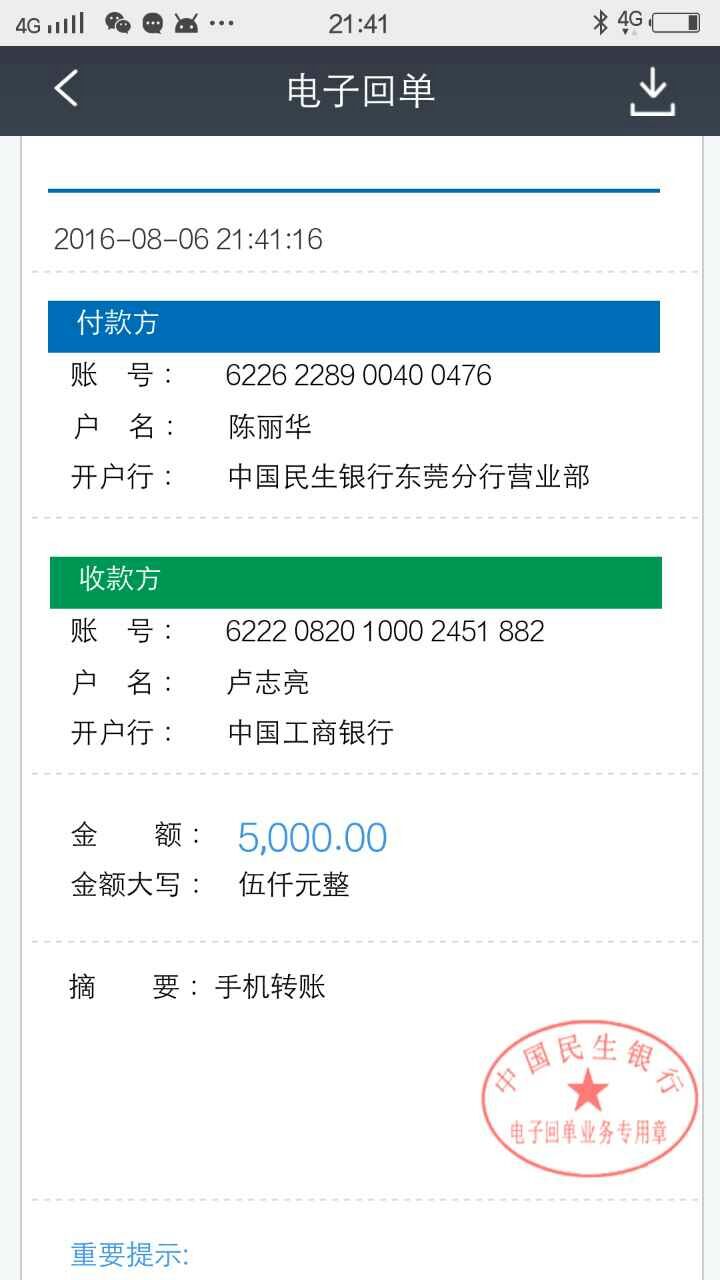 4G 21:41 4G
电子回单
2016-08-06 21:41:16
付款方
账 号： 6226 2289 0040 0476
户 名： 陈丽华
开户行： 中国民生银行东莞分行营业部
收款方
账 号： 6222 0820 1000 2451 882
户 名： 卢志亮
开户行： 中国工商银行
金 额： 5,000.00
金额大写： 伍仟元整
摘 要： 手机转账
中国民生银行
电子回单业务专用章
重要提示: